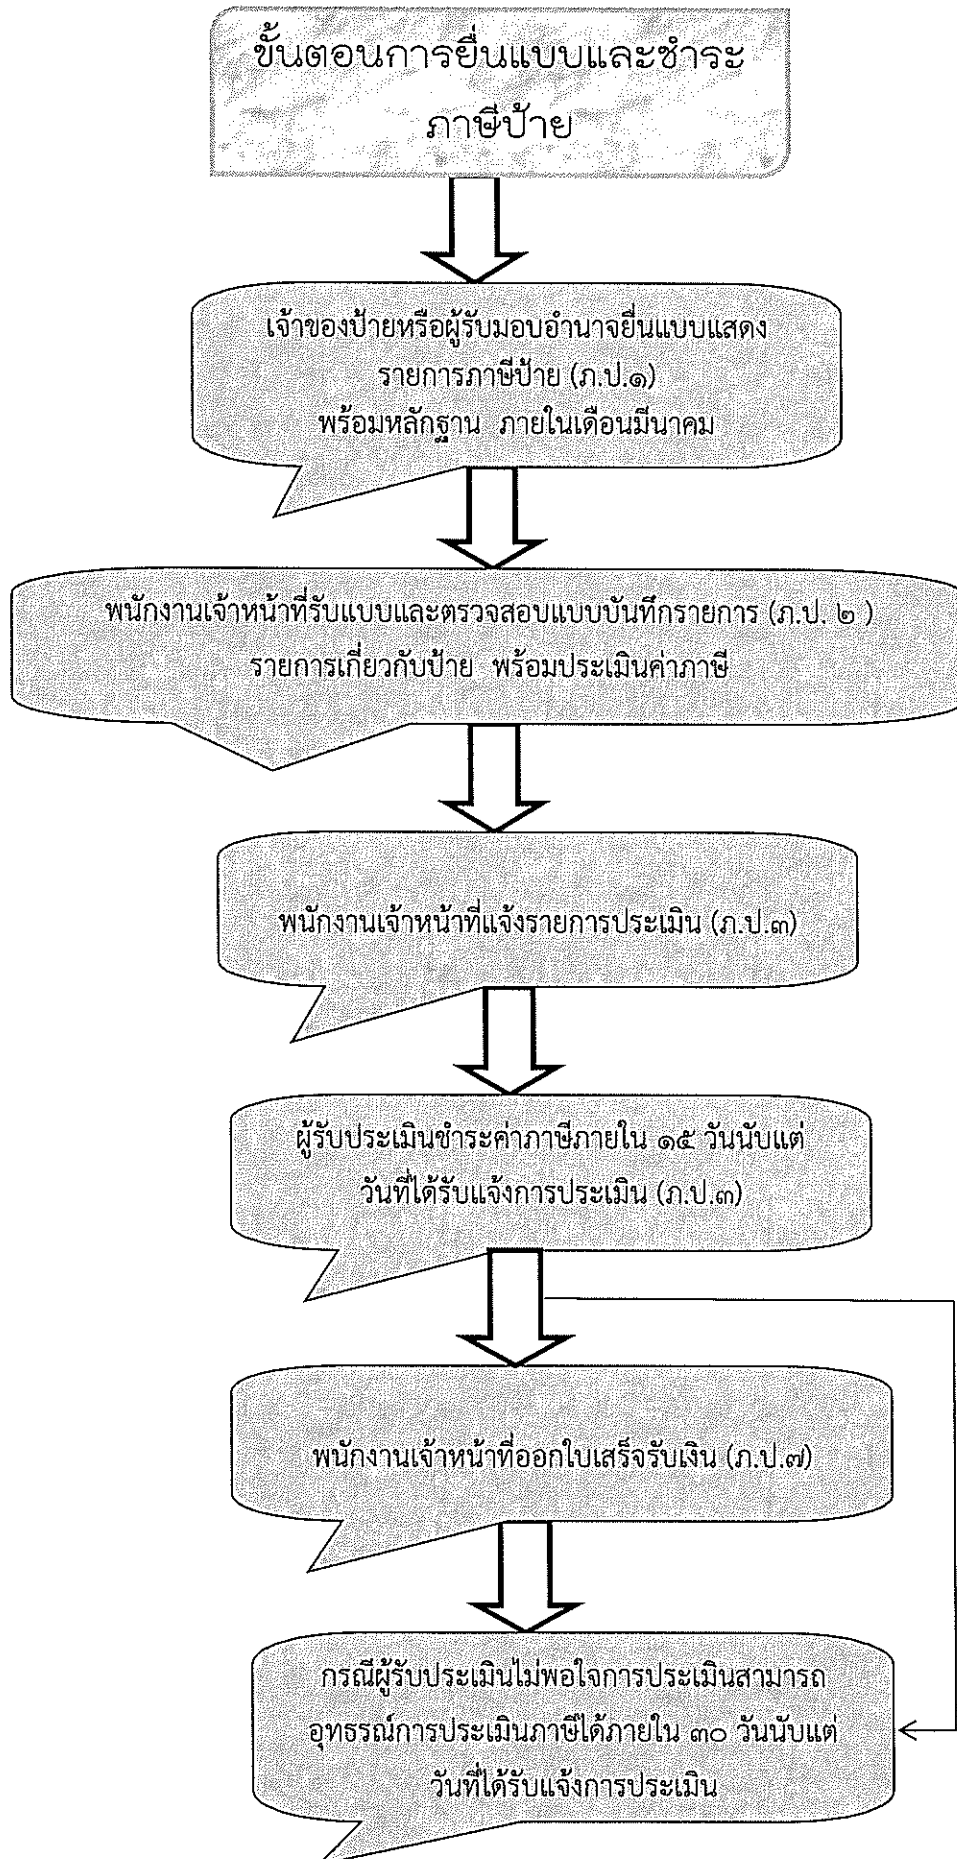 ขั้นตอนการยื่นแบบและชำระ
ภาษีป้าย
เจ้าของป้ายหรือผู้รับมอบอำนาจยื่นแบบแสดง
รายการภาษีป้าย (ภ.ป.๑)
พร้อมหลักฐาน ภายในเดือนมีนาคม
พนักงานเจ้าหน้าที่รับแบบและตรวจสอบแบบบันทึกรายการ (ภ.ป. ๒ )
รายการเกี่ยวกับป้าย พร้อมประเมินค่าภาษี
พนักงานเจ้าหน้าที่แจ้งรายการประเมิน (ภ.ป.๓)
ผู้รับประเมินชำระค่าภาษีภายใน ๑๕ วันนับแต่
วันที่ได้รับแจ้งการประเมิน (ภ.ป.๓)
พนักงานเจ้าหน้าที่ออกใบเสร็จรับเงิน (ภ.ป.๗)
กรณีผู้รับประเมินไม่พอใจการประเมินสามารถ
อุทธรณ์การประเมินภาษีได้ภายใน ๓๐ วันนับแต่
วันที่ได้รับแจ้งการประเมิน